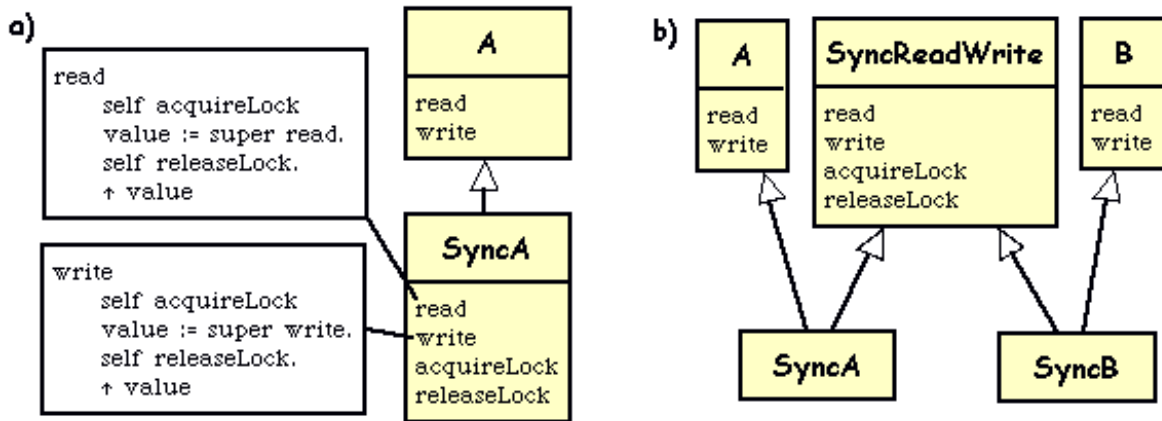 a)
read
self acquireLock
value := super read.
self releaseLock.
↑ value
write
self acquireLock
value := super write.
self releaseLock.
↑ value
A
read
write
SyncA
read
write
acquireLock
releaseLock
b)
A
read
write
SyncReadWrite
read
write
acquireLock
releaseLock
B
read
write
SyncA
SyncB